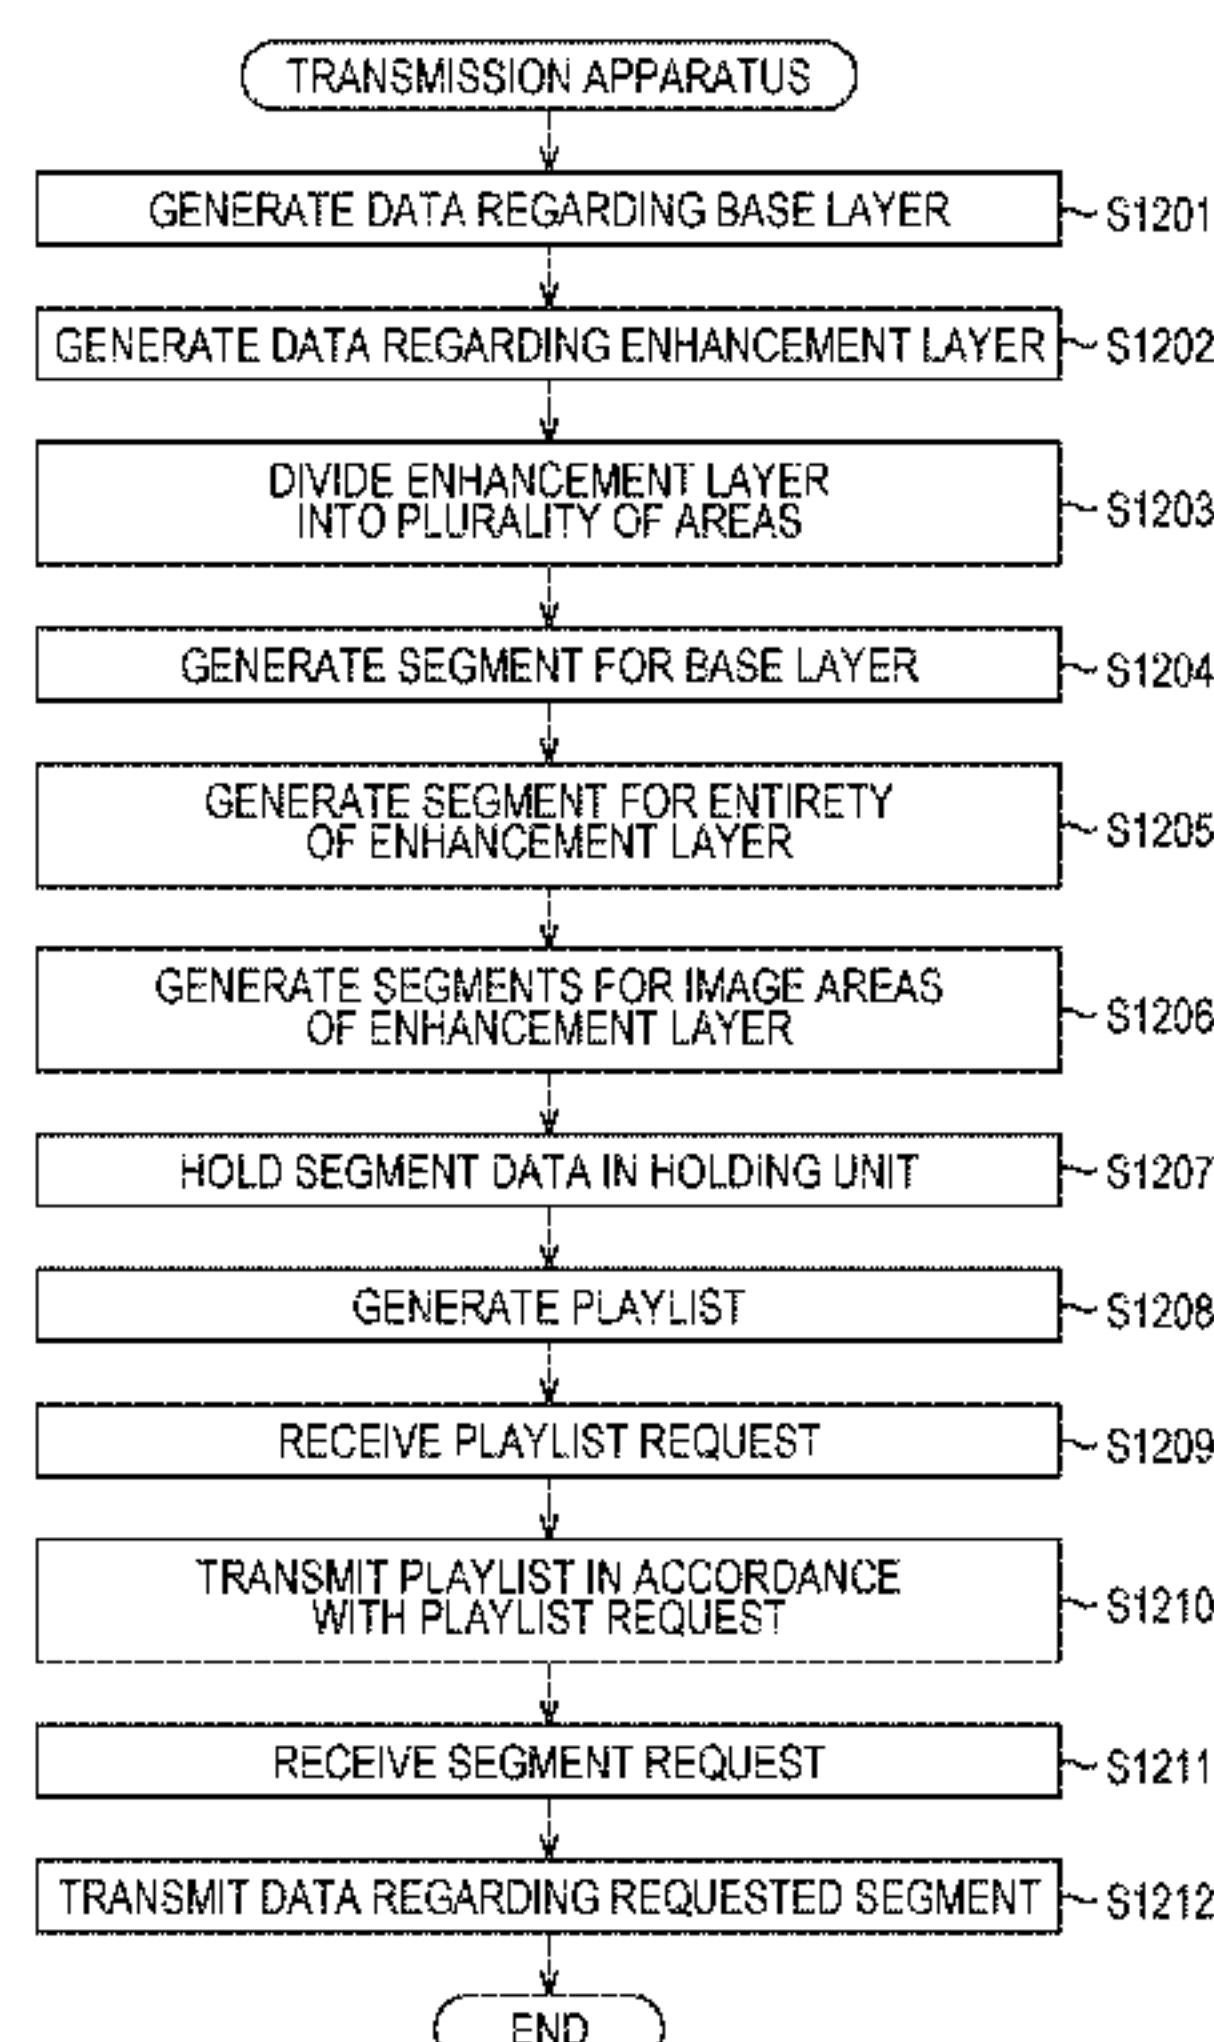 TRANSMISSION APPARATUS
GENERATE DATA REGARDING BASE LAYER
S1201
GENERATE DATA REGARDING ENHANCEMENT LAYER
S1202
DIVIDE ENHANCEMENT LAYER
INTO PLURALITY OF AREAS
S1203
GENERATE SEGMENT FOR BASE LAYER
S1204
GENERATE SEGMENT FOR ENTIRETY
OF ENHANCEMENT LAYER
S1205
GENERATE SEGMENTS FOR IMAGE AREAS
OF ENHANCEMENT LAYER
S1206
HOLD SEGMENT DATA IN HOLDING UNIT
S1207
GENERATE PLAYLIST
S1208
RECEIVE PLAYLIST REQUEST
S1209
TRANSMIT PLAYLIST IN ACCORDANCE
WITH PLAYLIST REQUEST
S1210
RECEIVE SEGMENT REQUEST
S1211
TRANSMIT DATA REGARDING REQUESTED SEGMENT
S1212
END